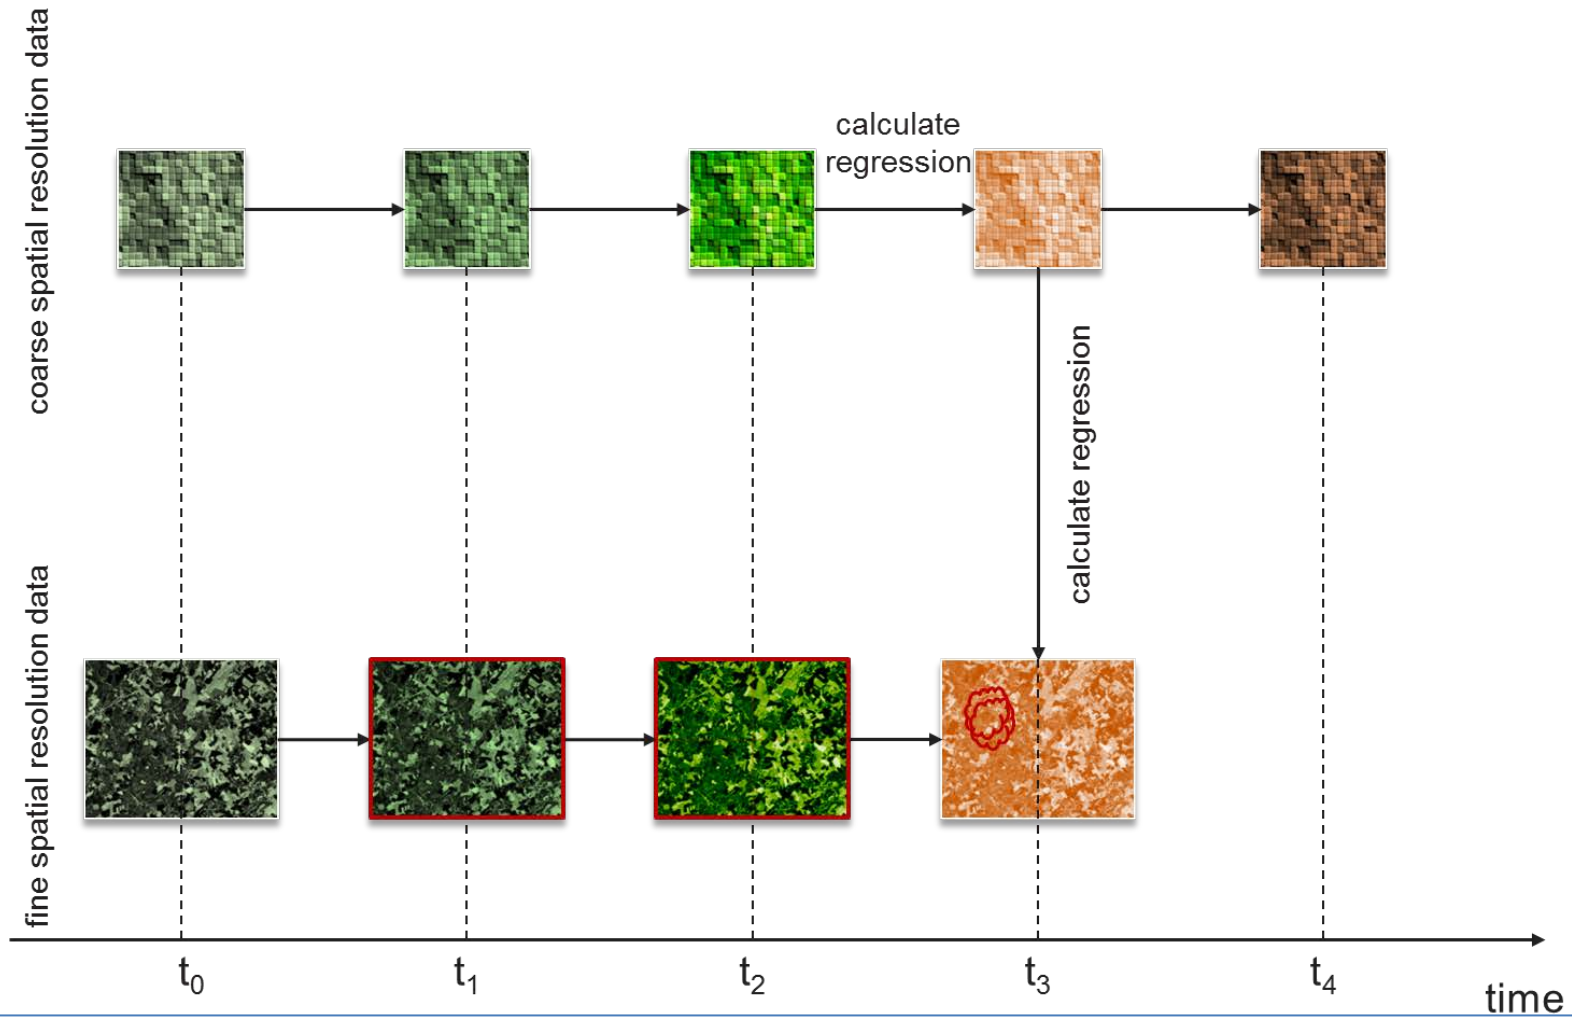 coarse spatial resolution data
calculate
regression
calculate regression
fine spatial resolution data
t0
t1
t2
t3
t4
time